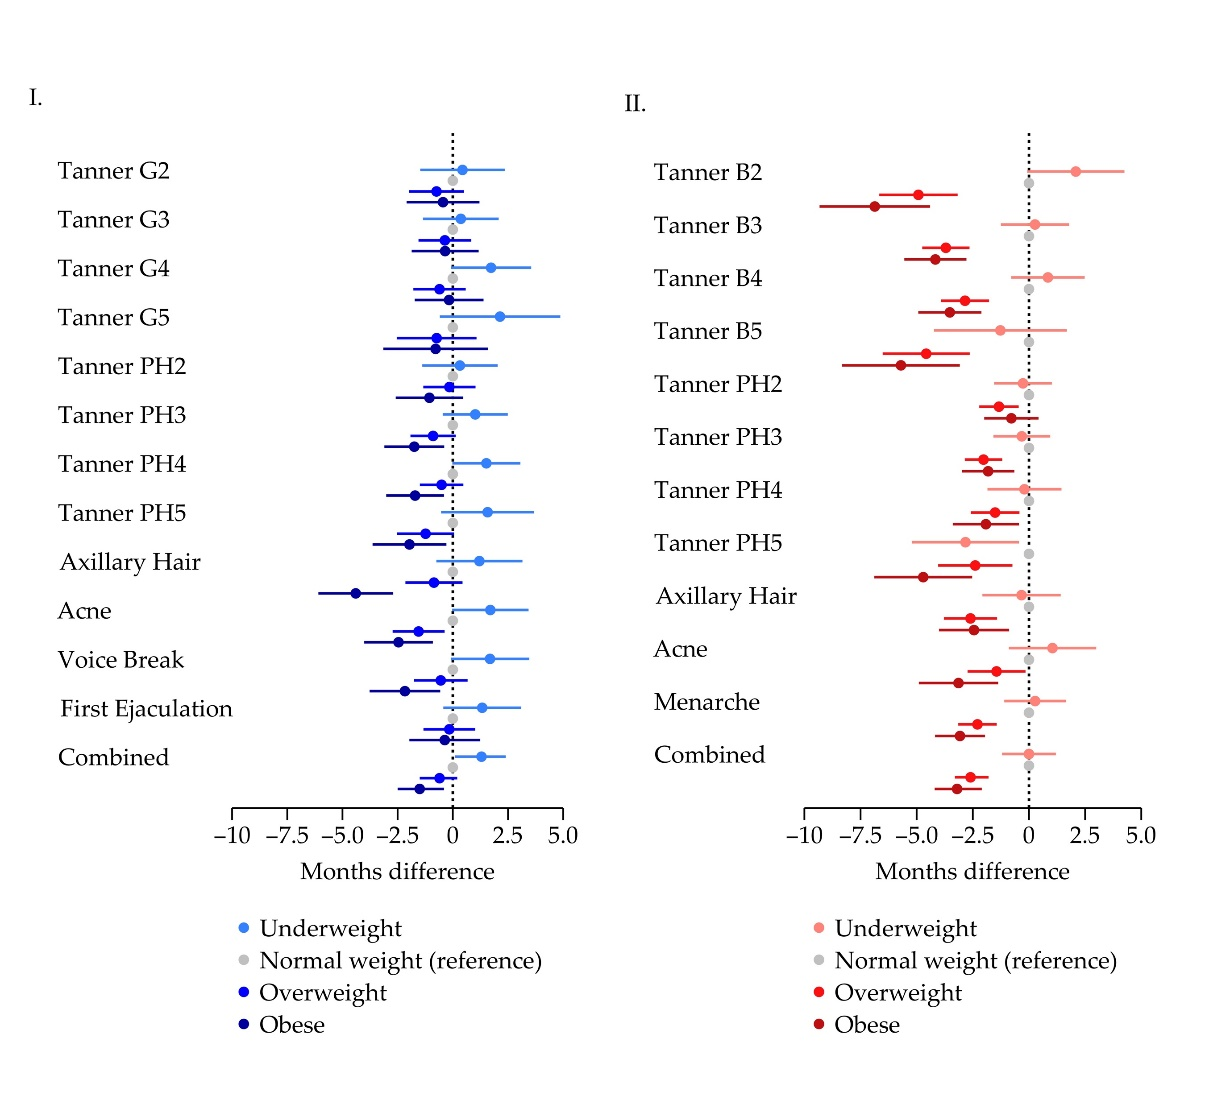 I.
Tanner G2
Tanner G3
Tanner G4
Tanner G5
Tanner PH2
Tanner PH3
Tanner PH4
Tanner PH5
Axillary Hair
Acne
Voice Break
First Ejaculation
Combined
–10 –7.5 –5.0 –2.5 0 2.5 5.0
Months difference
Underweight
Normal weight (reference)
Overweight
Obese
II.
Tanner B2
Tanner B3
Tanner B4
Tanner B5
Tanner PH2
Tanner PH3
Tanner PH4
Tanner PH5
Axillary Hair
Acne
Menarche
Combined
–10 –7.5 –5.0 –2.5 0 2.5 5.0
Months difference
Underweight
Normal weight (reference)
Overweight
Obese